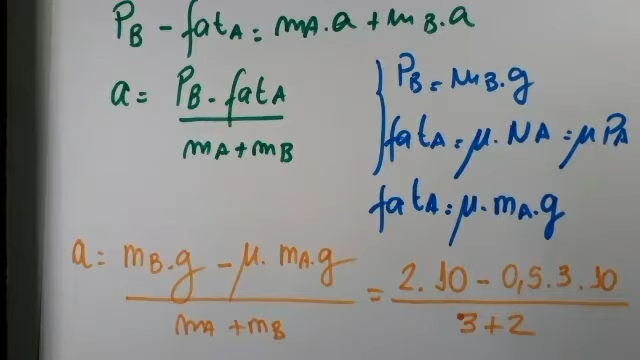 PB - fatA = mA.a + mB.a
a = PB - fatA / mA + mB
PB = mB.g
fatA = μ.NA = μPA
fatA = μ.mA.g
a = mB.g - μ.mA.g / mA + mB = 2.10 - 0,5.3.10 / 3+2